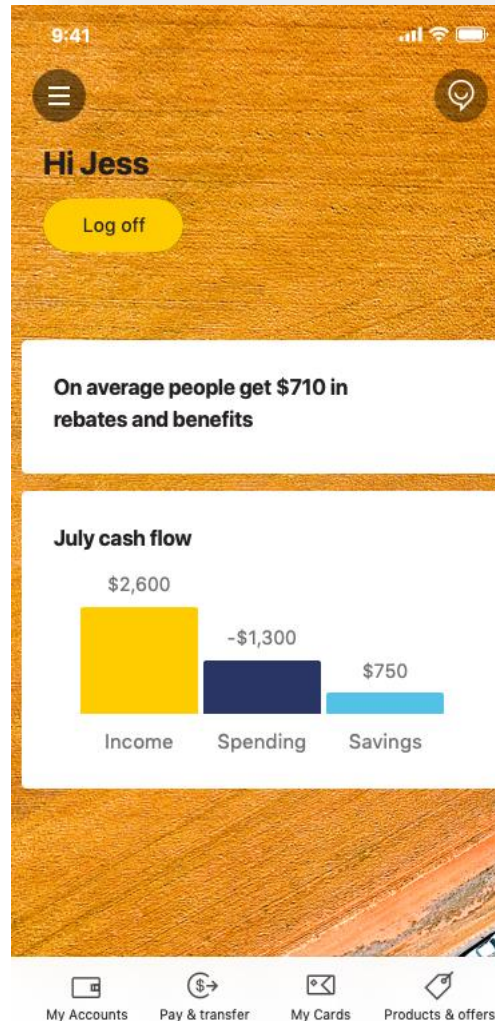 9:41
Hi Jess
Log off
On average people get $710 in
rebates and benefits
July cash flow
$2,600
-$1,300
$750
Income Spending Savings
My Accounts Pay & transfer My Cards Products & offers